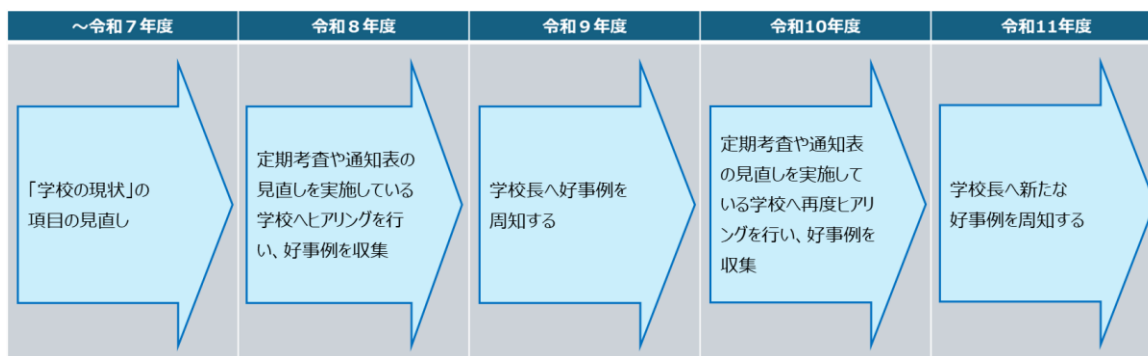 ～令和７年度
令和８年度
令和９年度
令和10年度
令和11年度
「学校の現状」の
項目の見直し
定期考査や通知表の
見直しを実施している
学校へヒアリングを行
い、好事例を収集
学校長へ好事例を
周知する
定期考査や通知表
の見直しを実施して
いる学校へ再度ヒアリ
ングを行い、好事例を
収集
学校長へ新たな
好事例を周知する